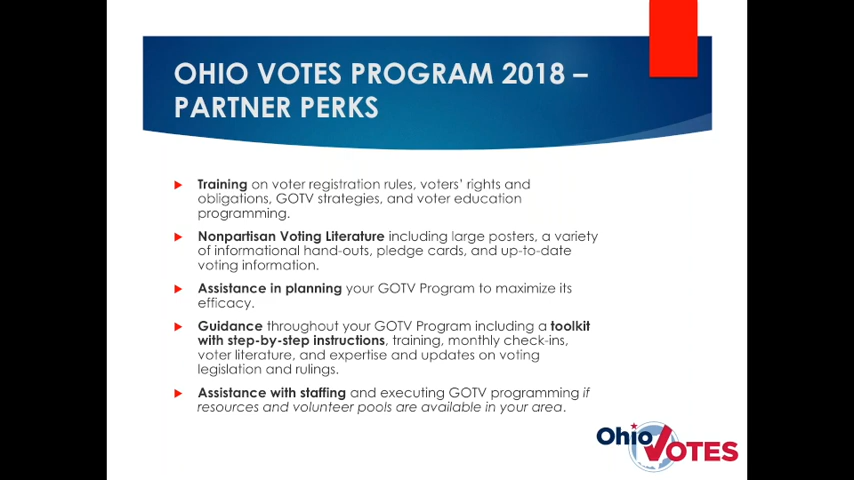 OHIO VOTES PROGRAM 2018 –
PARTNER PERKS
Training on voter registration rules, voters' rights and
obligations, GOTV strategies, and voter education
programming.
Nonpartisan Voting Literature including large posters, a variety
of informational hand-outs, pledge cards, and up-to-date
voting information.
Assistance in planning your GOTV Program to maximize its
efficacy.
Guidance throughout your GOTV Program including a toolkit
with step-by-step instructions, training, monthly check-ins,
voter literature, and expertise and updates on voting
legislation and rulings.
Assistance with staffing and executing GOTV programming if
resources and volunteer pools are available in your area.
Ohio VOTES